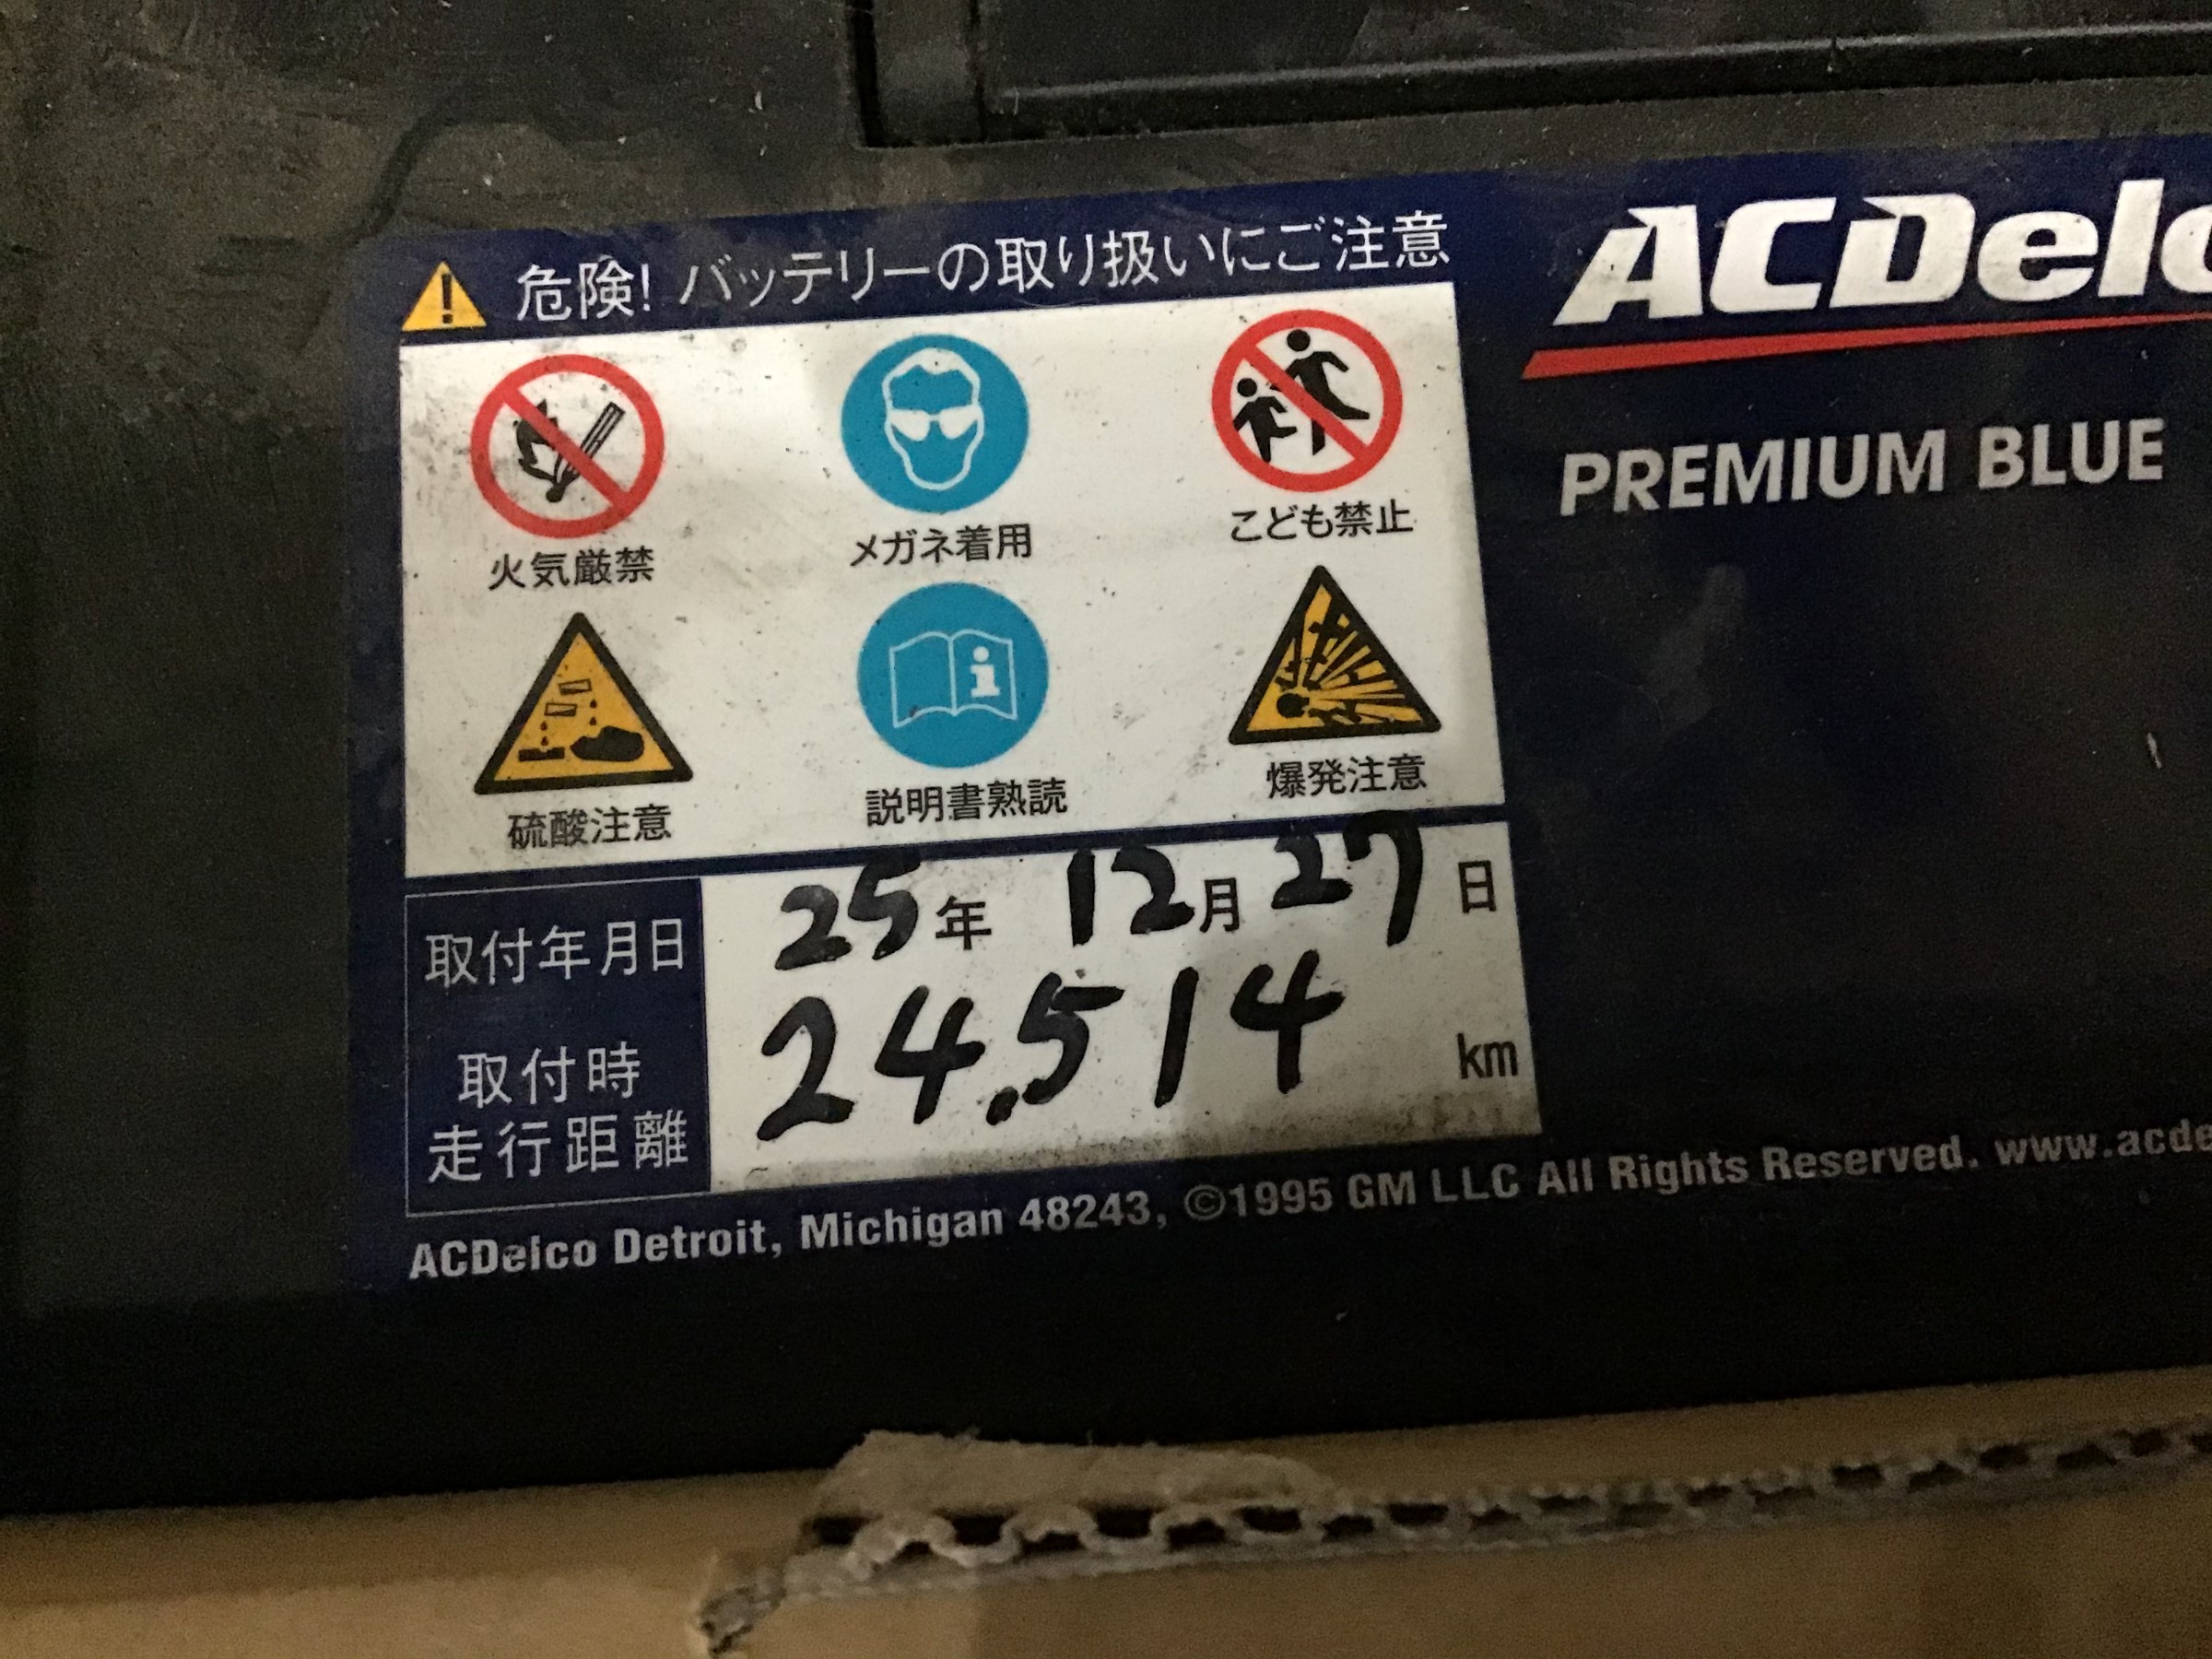 危険! バッテリーの取り扱いにご注意
火気厳禁
メガネ着用
こども禁止
硫酸注意
説明書熟読
爆発注意
取付年月日 25年 12月 27日
取付時
走行距離 24,514 km
ACDelco Detroit, Michigan 48243, ©1995 GM LLC All Rights Reserved. www.acde
ACDelc
PREMIUM BLUE